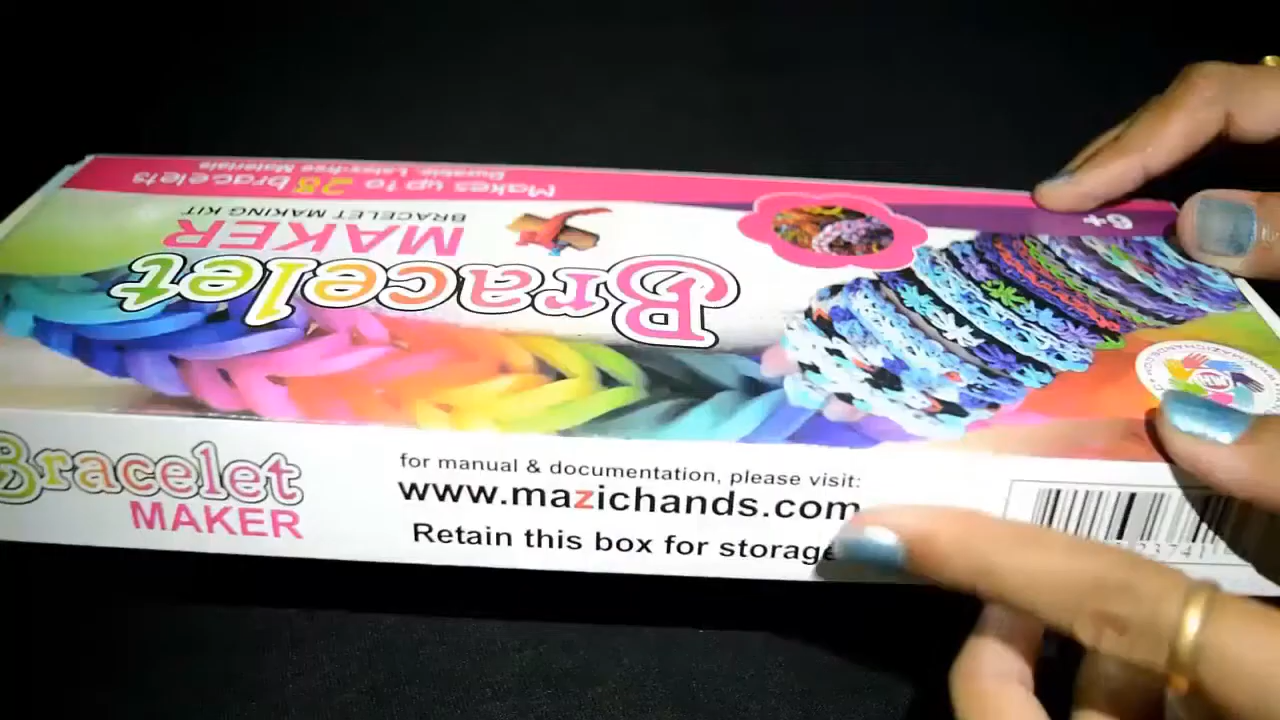 Makes up to 28 bracelets
Durable, Latex-free Materials
6+
Bracelet
MAKER
BRACELET MAKING KIT
Bracelet
MAKER
for manual & documentation, please visit:
www.mazichands.com
Retain this box for storage